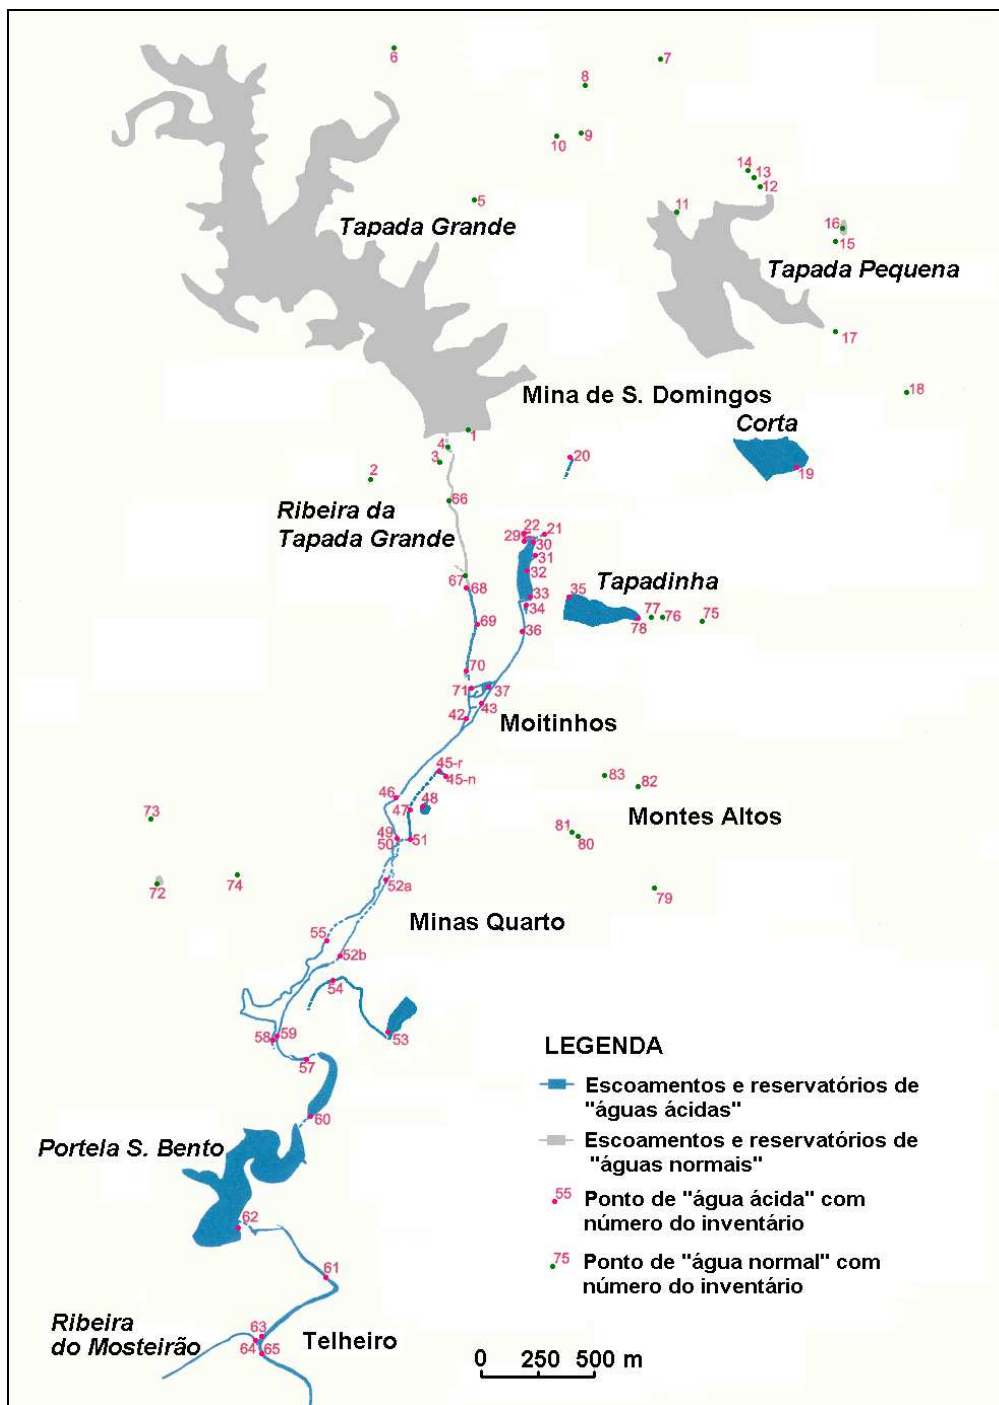 6
7
8
10 9
14
13
12
5
11
16
15
Tapada Grande
Tapada Pequena
17
18
Mina de S. Domingos
Corta
1
4
3
2
20
19
66
Ribeira da
Tapada Grande
22 21
29
30
31
32
67 68
Tapadinha
33
34
35
77 76 75
78
69
36
70
71 37
43
42
Moitinhos
45-r
45-n
83
82
46
48
47
Montes Altos
73
49
50
51
81
80
72
74
52a
79
Minas Quarto
55
52b
54
53
59
58
57
LEGENDA
Escoamentos e reservatórios de
"águas ácidas"
60
Portela S. Bento
Escoamentos e reservatórios de
"águas normais"
55 Ponto de "água ácida" com
número do inventário
62
75 Ponto de "água normal" com
número do inventário
61
Ribeira
do Mosteirão
63
64 65
Telheiro
0 250 500 m